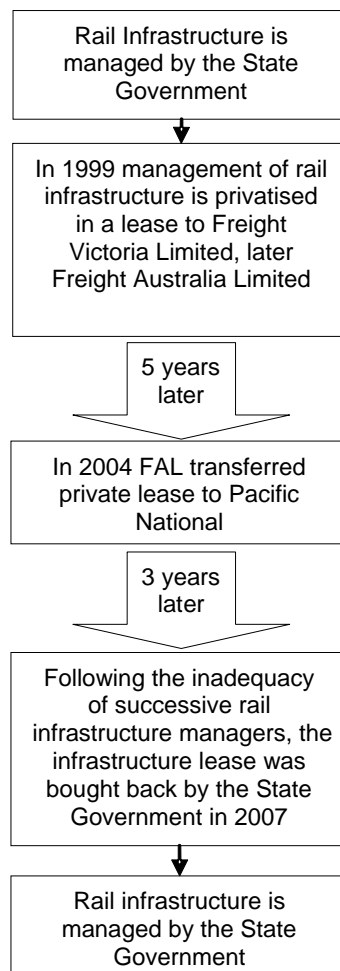 Rail Infrastructure is
managed by the State
Government
In 1999 management of rail
infrastructure is privatised
in a lease to Freight
Victoria Limited, later
Freight Australia Limited
5 years
later
In 2004 FAL transferred
private lease to Pacific
National
3 years
later
Following the inadequacy
of successive rail
infrastructure managers, the
infrastructure lease was
bought back by the State
Government in 2007
Rail infrastructure is
managed by the State
Government